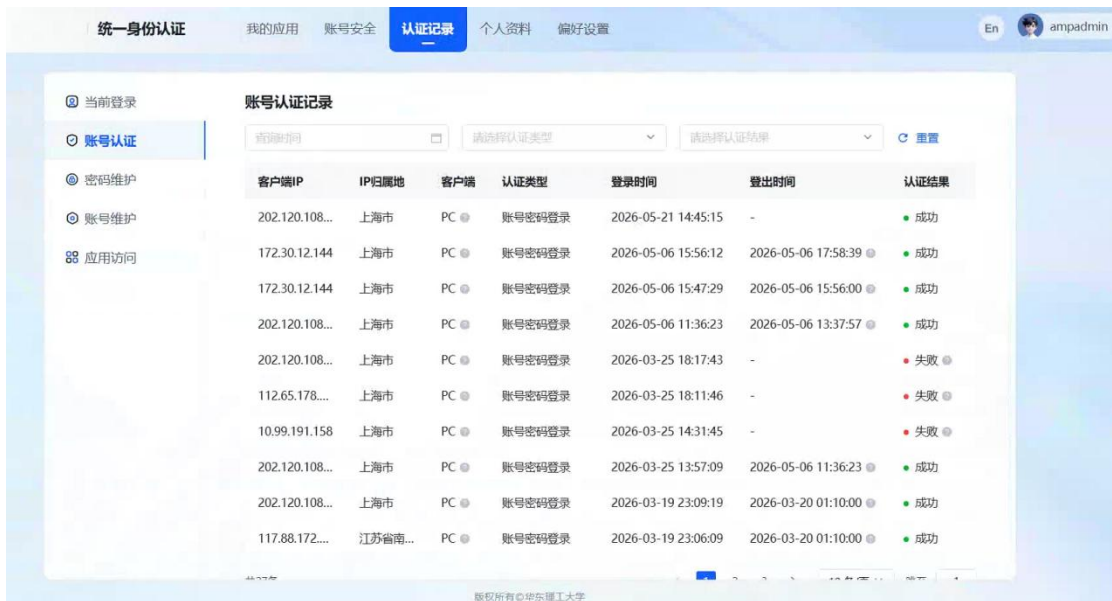 统一身份认证 我的应用 账号安全 认证记录 个人资料 偏好设置 En ampadmin
当前登录
账号认证
密码维护
账号维护
应用访问
账号认证记录
查询时间 请选择认证类型 请选择认证结果 重置
客户端IP IP归属地 客户端 认证类型 登录时间 登出时间 认证结果
202.120.108... 上海市 PC 账号密码登录 2026-05-21 14:45:15 - 成功
172.30.12.144 上海市 PC 账号密码登录 2026-05-06 15:56:12 2026-05-06 17:58:39 成功
172.30.12.144 上海市 PC 账号密码登录 2026-05-06 15:47:29 2026-05-06 15:56:00 成功
202.120.108... 上海市 PC 账号密码登录 2026-05-06 11:36:23 2026-05-06 13:37:57 成功
202.120.108... 上海市 PC 账号密码登录 2026-03-25 18:17:43 - 失败
112.65.178.... 上海市 PC 账号密码登录 2026-03-25 18:11:46 - 失败
10.99.191.158 上海市 PC 账号密码登录 2026-03-25 14:31:45 - 失败
202.120.108... 上海市 PC 账号密码登录 2026-03-25 13:57:09 2026-05-06 11:36:23 成功
202.120.108... 上海市 PC 账号密码登录 2026-03-19 23:09:19 2026-03-20 01:10:00 成功
117.88.172.... 江苏省南... PC 账号密码登录 2026-03-19 23:06:09 2026-03-20 01:10:00 成功
版权所有©华东理工大学